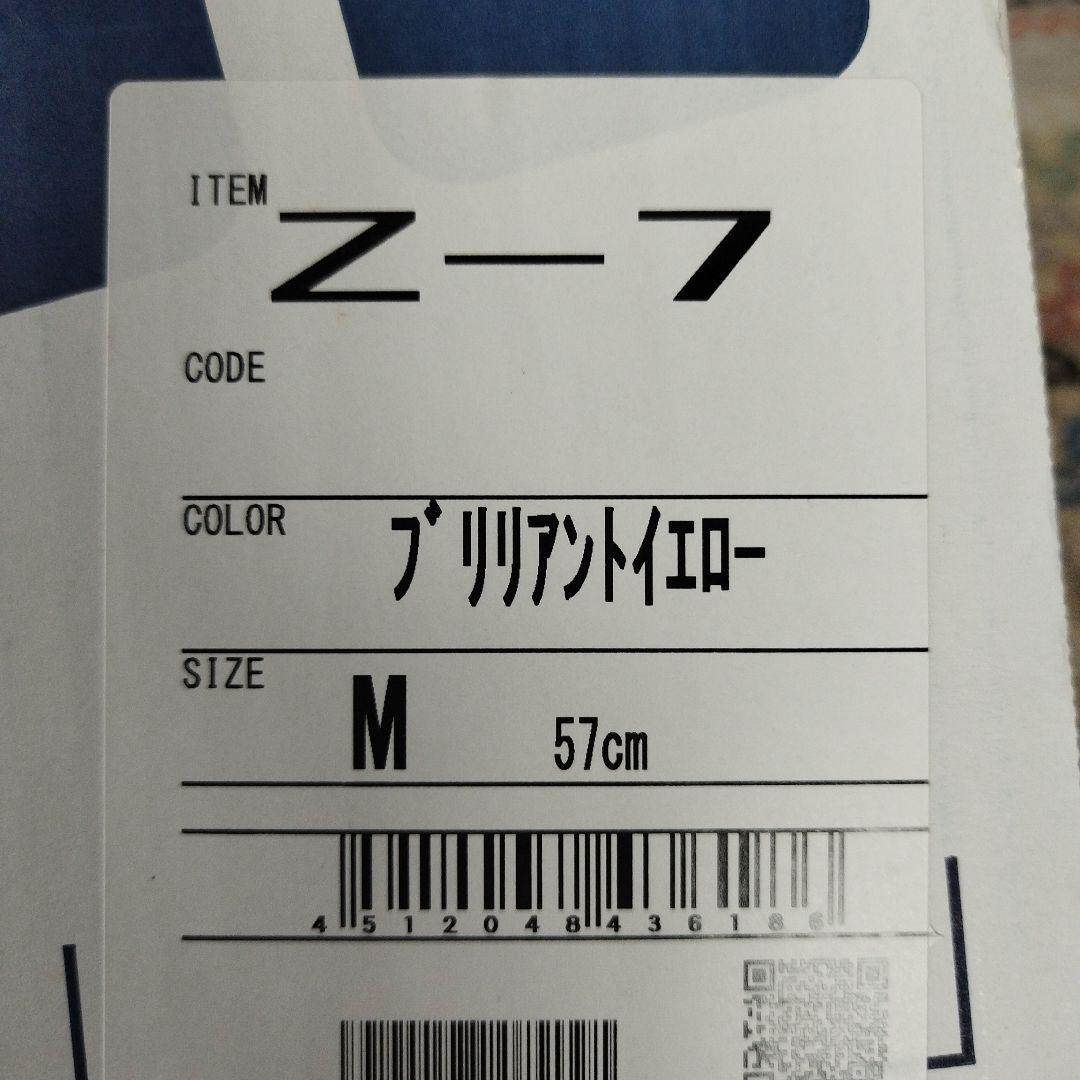 ITEM
Z-7
CODE
COLOR ﾌﾞﾘﾘｱﾝﾄｲｴﾛｰ
SIZE M 57cm
4 512048 436186